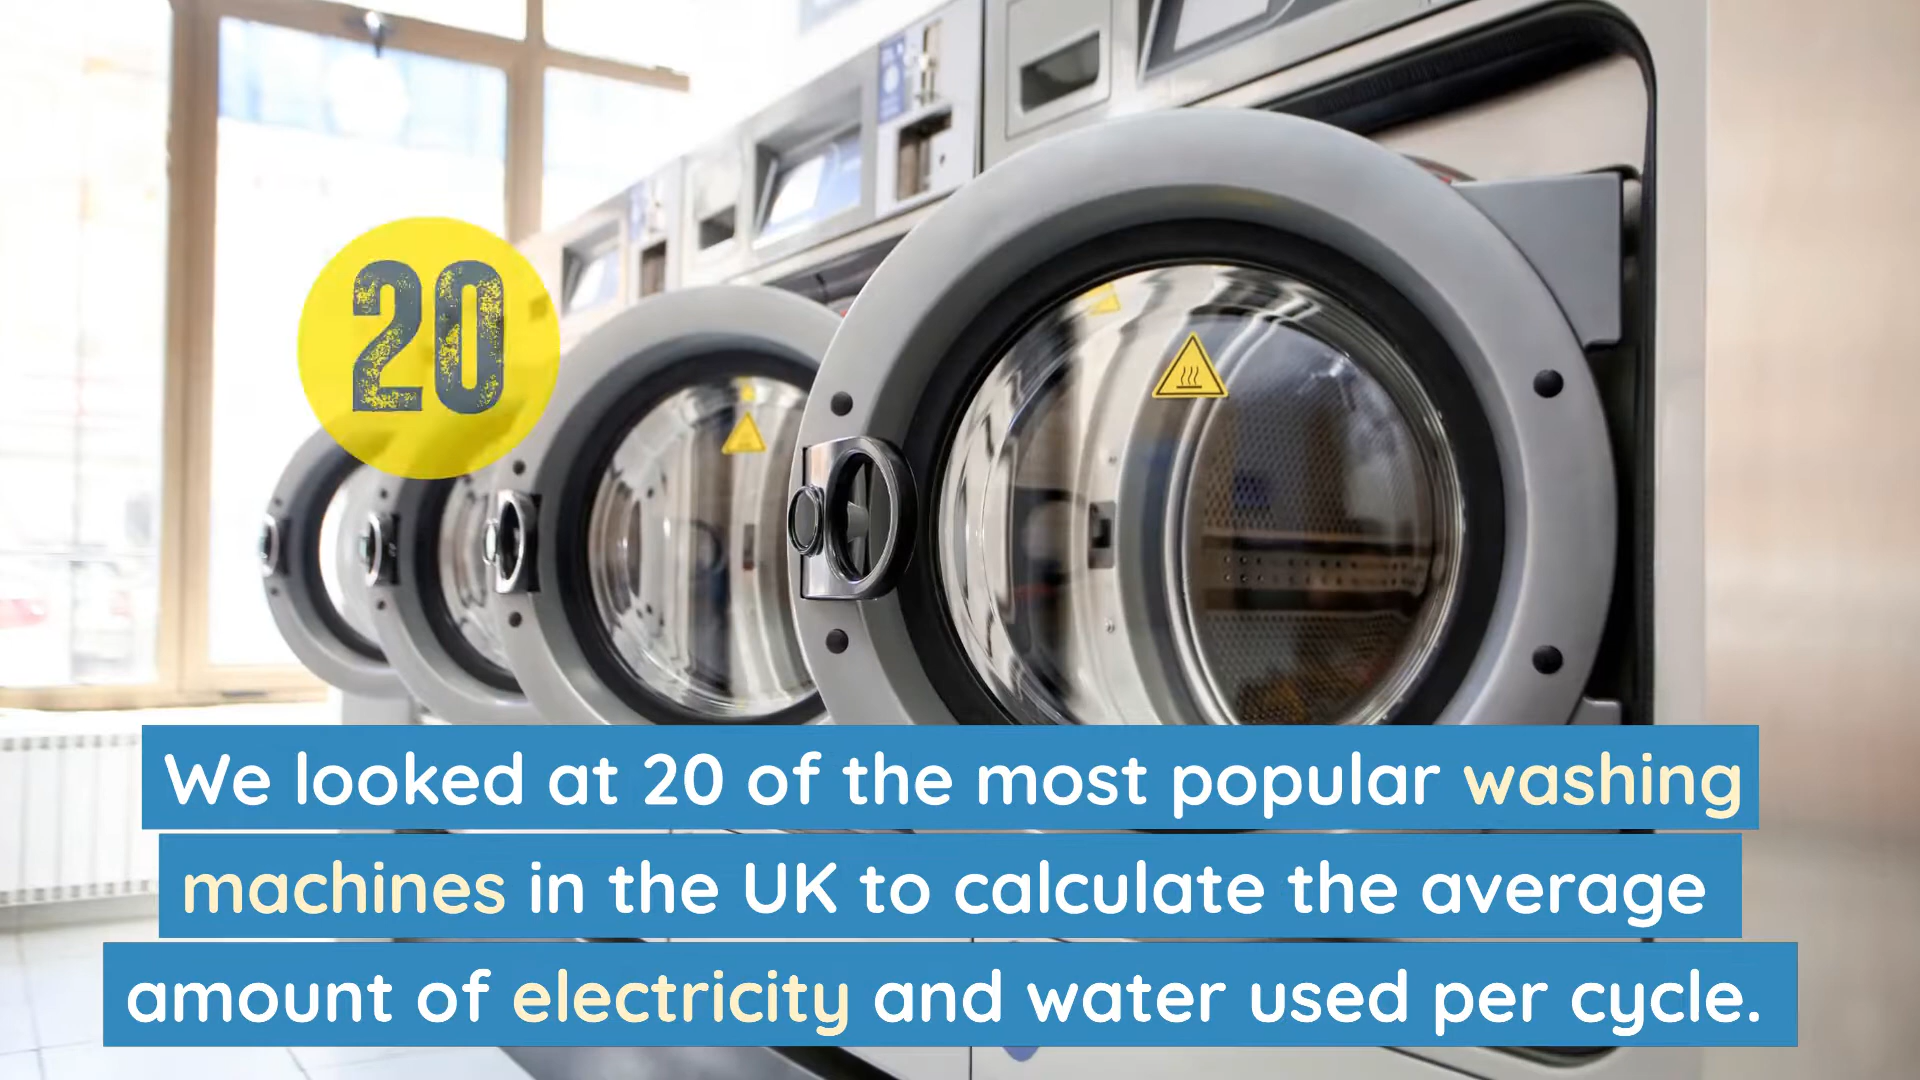 20
We looked at 20 of the most popular washing
machines in the UK to calculate the average
amount of electricity and water used per cycle.